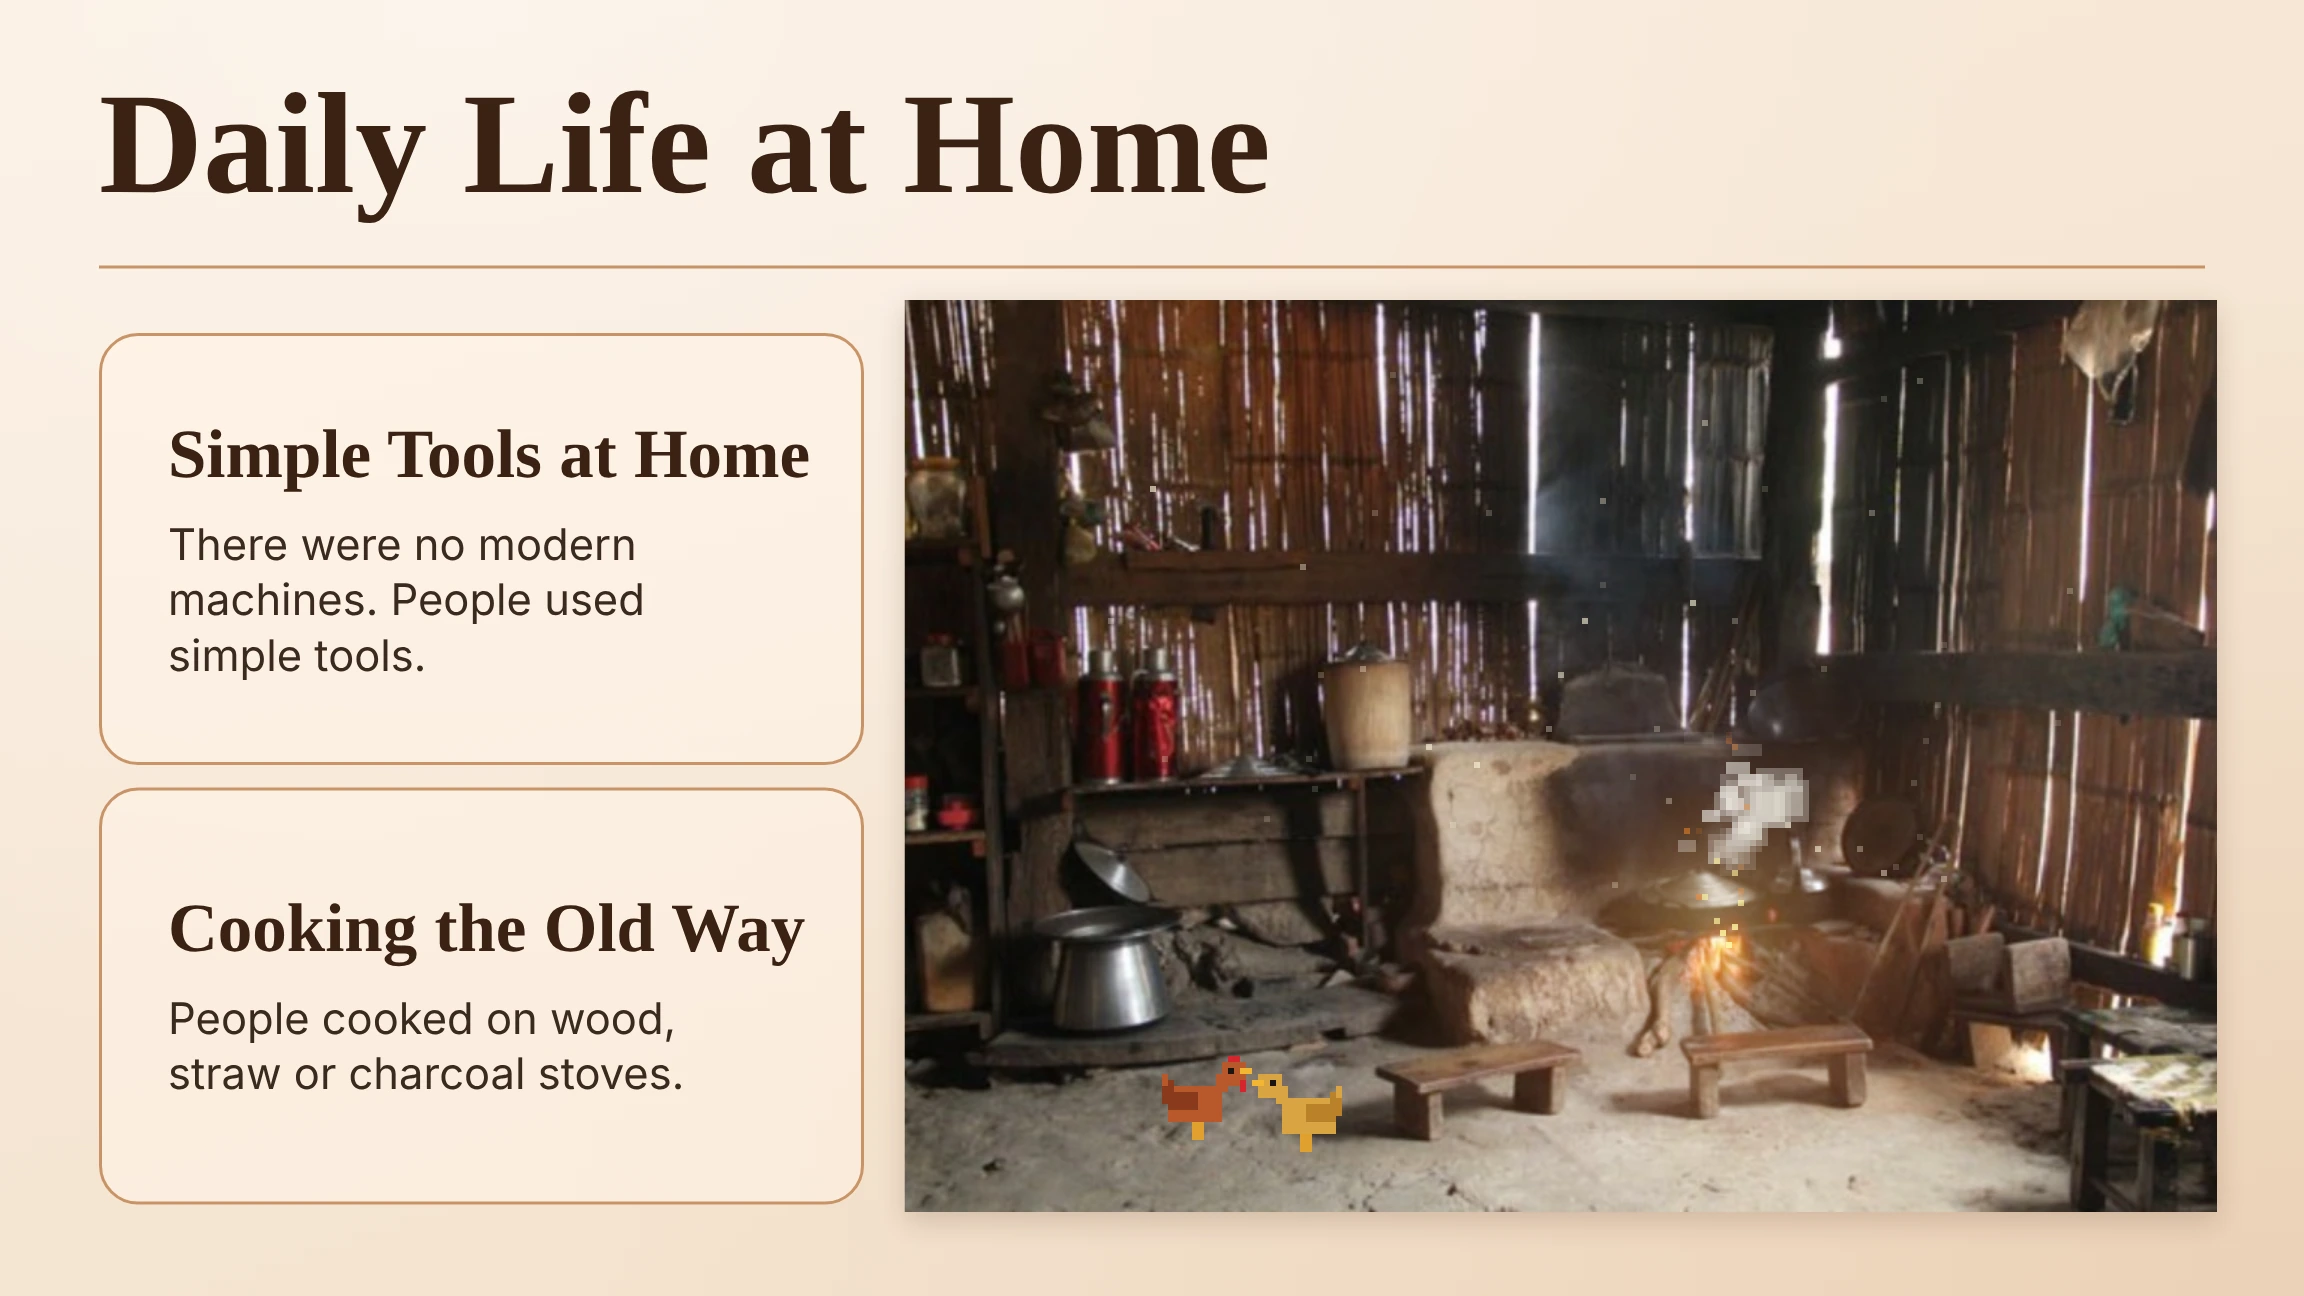 Daily Life at Home
Simple Tools at Home
There were no modern
machines. People used
simple tools.
Cooking the Old Way
People cooked on wood,
straw or charcoal stoves.